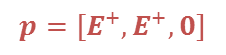 p = [E⁺, E⁺, 0]